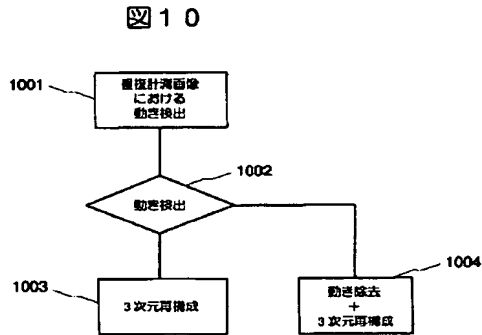 図10
1001
重複計測画像
における
動き検出
1002
動き検出
1003
3次元再構成
1004
動き除去
+
3次元再構成